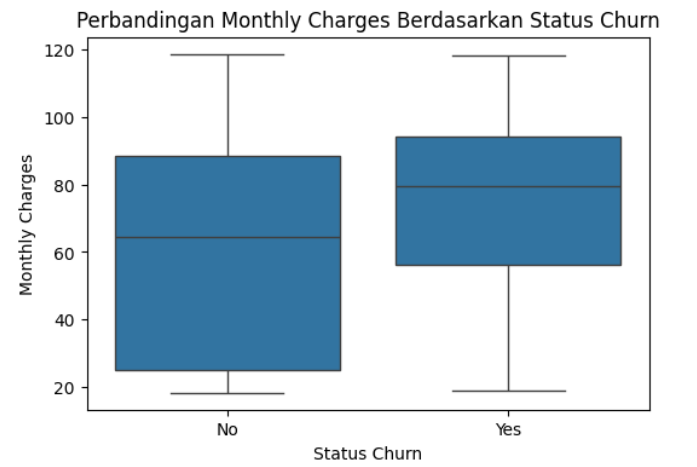 Perbandingan Monthly Charges Berdasarkan Status Churn
120
100
80
60
40
20
Monthly Charges
No
Yes
Status Churn